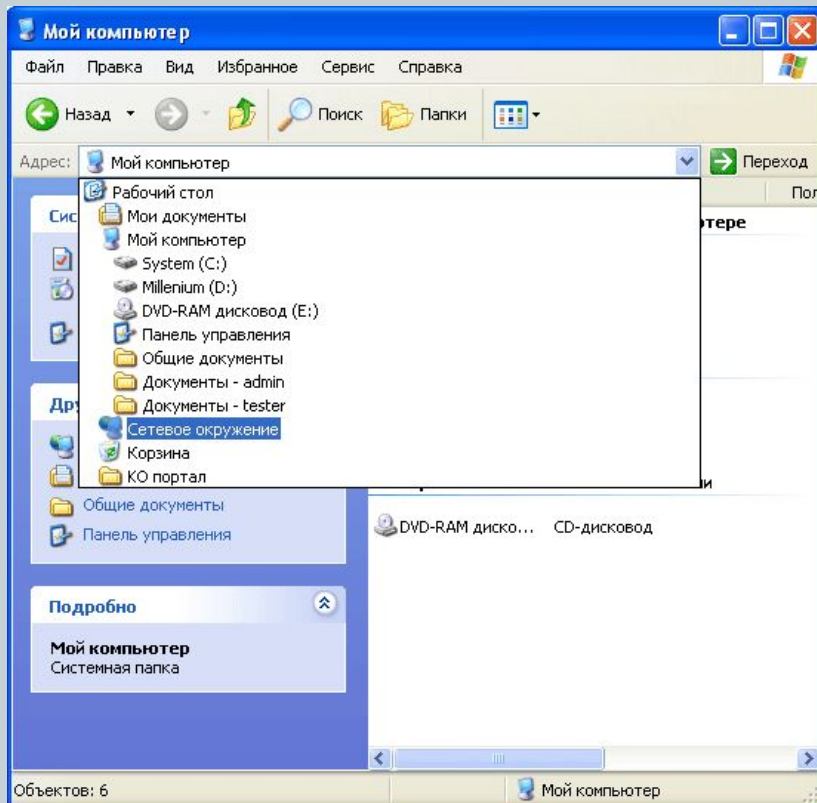 Мой компьютер
Файл Правка Вид Избранное Сервис Справка
Назад Поиск Папки
Адрес: Мой компьютер Переход
Рабочий стол
Мои документы
Мой компьютер
System (C:)
Millenium (D:)
DVD-RAM дисковод (E:)
Панель управления
Общие документы
Документы - admin
Документы - tester
Сетевое окружение
Корзина
КО портал
Общие документы
Панель управления
DVD-RAM диско... CD-дисковод
Подробно
Мой компьютер
Системная папка
Объектов: 6 Мой компьютер